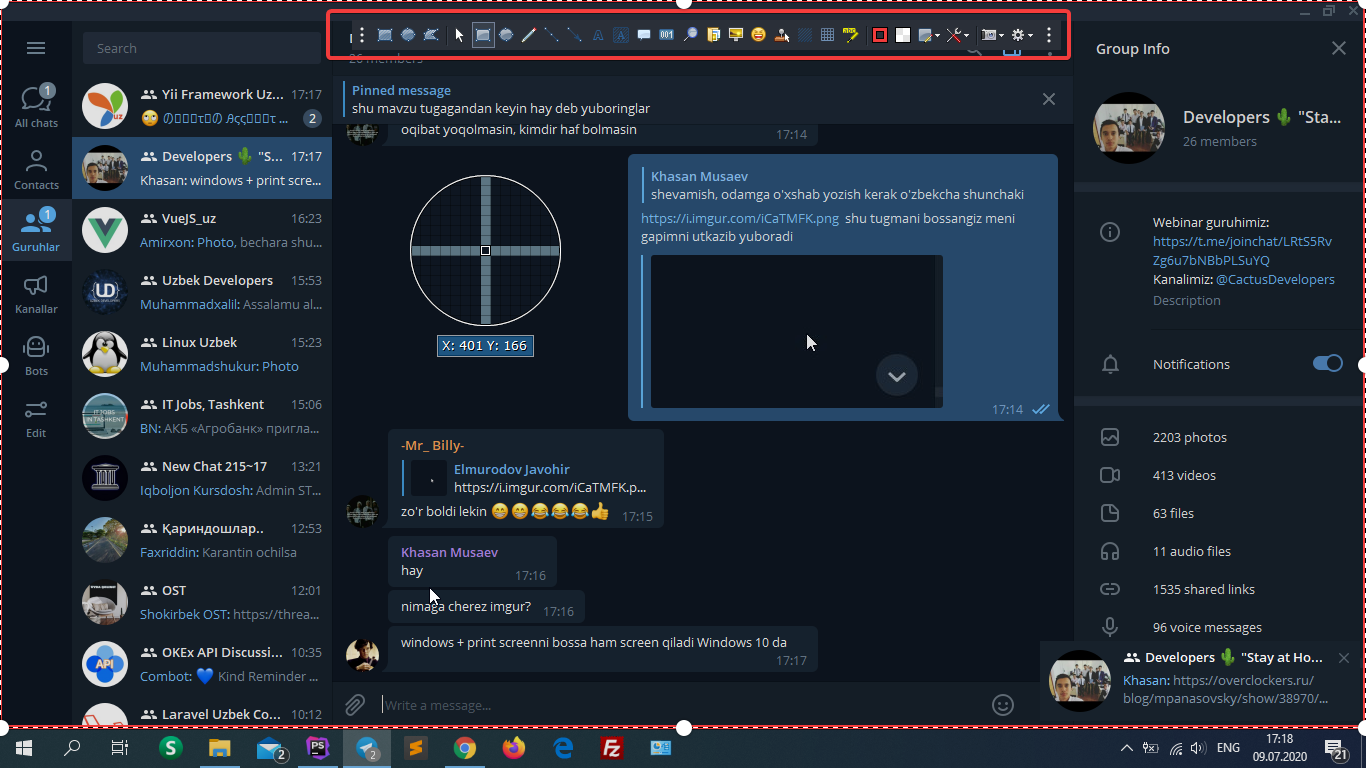 Search
All chats
1
Contacts
Guruhlar
1
Kanallar
Bots
Edit
Yii Framework Uz... 17:17
2
Developers 🌵 "S... 17:17
Khasan: windows + print scre...
VueJS_uz 16:23
Amirxon: Photo, bechara shu...
Uzbek Developers 15:53
Muhammadxalil: Assalamu al...
Linux Uzbek 15:23
Muhammadshukur: Photo
IT Jobs, Tashkent 15:06
BN: АКБ «Агробанк» пригла...
New Chat 215~17 13:21
Iqboljon Kursdosh: Admin ST...
Қариндошлар.. 12:53
Faxriddin: Karantin ochilsa
OST 12:01
Shokirbek OST: https://threa...
OKEx API Discussi... 10:35
Combot: 💙 Kind Reminder ...
Laravel Uzbek Co... 10:12
26 members
Pinned message
shu mavzu tugagandan keyin hay deb yuboringlar
oqibat yoqolmasin, kimdir haf bolmasin
17:14
Khasan Musaev
shevamish, odamga o'xshab yozish kerak o'zbekcha shunchaki
https://i.imgur.com/iCaTMFK.png shu tugmani bossangiz meni
gapimni utkazib yuboradi
17:14
X: 401 Y: 166
-Mr_ Billy-
Elmurodov Javohir
https://i.imgur.com/iCaTMFK.p...
zo'r boldi lekin 😁😁😂😂😂👍 17:15
Khasan Musaev
hay
17:16
nimaga cherez imgur? 17:16
windows + print screenni bossa ham screen qiladi Windows 10 da
17:17
Write a message...
Group Info
Developers 🌵 "Sta...
26 members
Webinar guruhimiz:
https://t.me/joinchat/LRtS5Rv
Zg6u7bNBbPLSuYQ
Kanalimiz: @CactusDevelopers
Description
Notifications
2203 photos
413 videos
63 files
11 audio files
1535 shared links
96 voice messages
Developers 🌵 "Stay at Ho...
Khasan: https://overclockers.ru/
blog/mpanasovsky/show/38970/...
2
2
ENG
17:18
09.07.2020
21